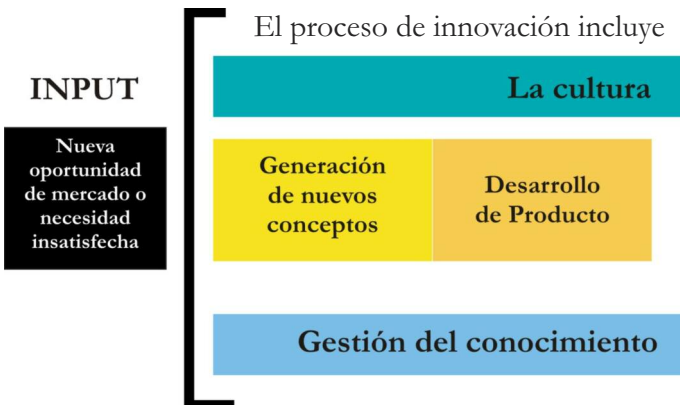 El proceso de innovación incluye
INPUT
La cultura
Nueva
oportunidad
de mercado o
necesidad
insatisfecha
Generación
de nuevos
conceptos
Desarrollo
de Producto
Gestión del conocimiento